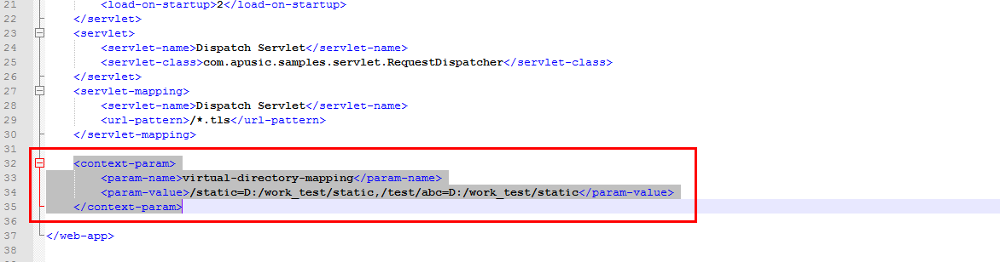 21 <load-on-startup>2</load-on-startup>
22 </servlet>
23 <servlet>
24 <servlet-name>Dispatch Servlet</servlet-name>
25 <servlet-class>com.apusic.samples.servlet.RequestDispatcher</servlet-class>
26 </servlet>
27 <servlet-mapping>
28 <servlet-name>Dispatch Servlet</servlet-name>
29 <url-pattern>/*.tls</url-pattern>
30 </servlet-mapping>
31
32 <context-param>
33 <param-name>virtual-directory-mapping</param-name>
34 <param-value>/static=D:/work_test/static,/test/abc=D:/work_test/static</param-value>
35 </context-param>
36
37 </web-app>
38